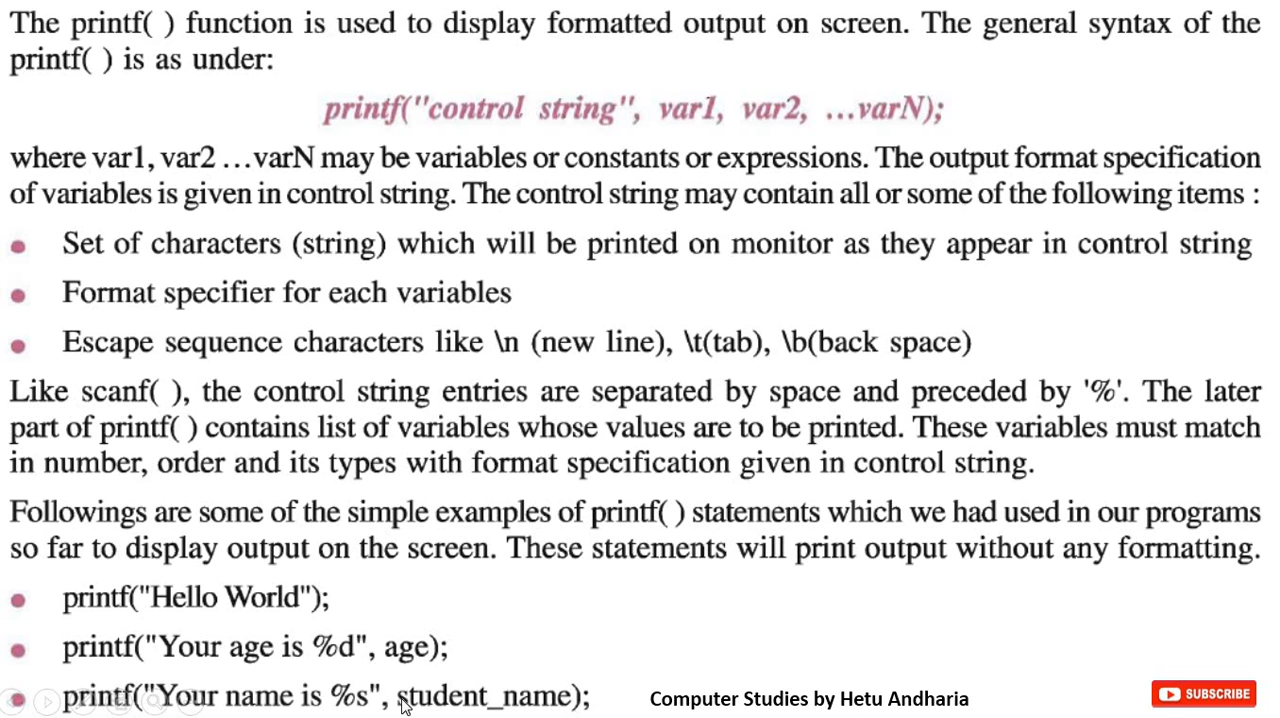 The printf( ) function is used to display formatted output on screen. The general syntax of the
printf( ) is as under:
printf("control string", var1, var2, ...varN);
where var1, var2 ...varN may be variables or constants or expressions. The output format specification
of variables is given in control string. The control string may contain all or some of the following items :
● Set of characters (string) which will be printed on monitor as they appear in control string
● Format specifier for each variables
● Escape sequence characters like \n (new line), \t(tab), \b(back space)
Like scanf( ), the control string entries are separated by space and preceded by '%'. The later
part of printf( ) contains list of variables whose values are to be printed. These variables must match
in number, order and its types with format specification given in control string.
Followings are some of the simple examples of printf( ) statements which we had used in our programs
so far to display output on the screen. These statements will print output without any formatting.
● printf("Hello World");
● printf("Your age is %d", age);
● printf("Your name is %s", student_name);
Computer Studies by Hetu Andharia
SUBSCRIBE